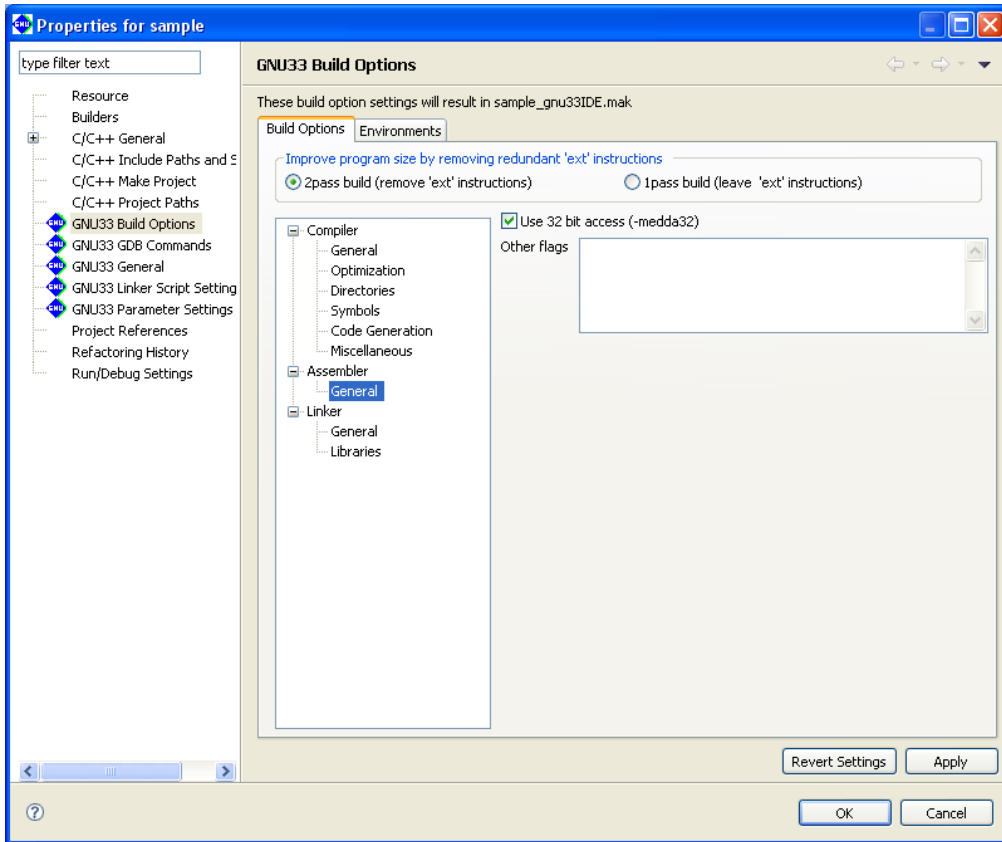 Properties for sample
type filter text
Resource
Builders
C/C++ General
C/C++ Include Paths and S
C/C++ Make Project
C/C++ Project Paths
GNU33 Build Options
GNU33 GDB Commands
GNU33 General
GNU33 Linker Script Setting
GNU33 Parameter Settings
Project References
Refactoring History
Run/Debug Settings
GNU33 Build Options
These build option settings will result in sample_gnu33IDE.mak
Build Options Environments
Improve program size by removing redundant 'ext' instructions
2pass build (remove 'ext' instructions) 1pass build (leave 'ext' instructions)
Compiler
General
Optimization
Directories
Symbols
Code Generation
Miscellaneous
Assembler
General
Linker
General
Libraries
Use 32 bit access (-medda32)
Other flags
Revert Settings Apply
OK Cancel